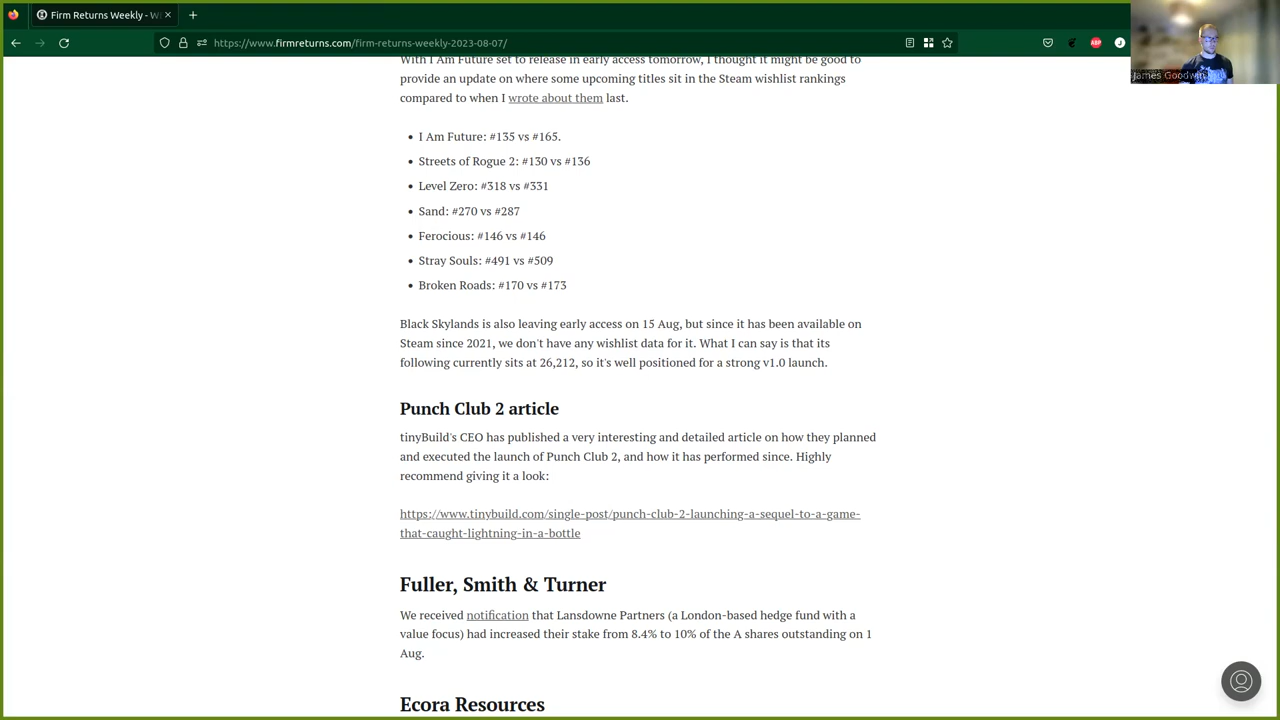 Firm Returns Weekly - W
https://www.firmreturns.com/firm-returns-weekly-2023-08-07/
ABP
James Goodwin
With I Am Future set to release in early access tomorrow, I thought it might be good to
provide an update on where some upcoming titles sit in the Steam wishlist rankings
compared to when I wrote about them last.
• I Am Future: #135 vs #165.
• Streets of Rogue 2: #130 vs #136
• Level Zero: #318 vs #331
• Sand: #270 vs #287
• Ferocious: #146 vs #146
• Stray Souls: #491 vs #509
• Broken Roads: #170 vs #173
Black Skylands is also leaving early access on 15 Aug, but since it has been available on
Steam since 2021, we don't have any wishlist data for it. What I can say is that its
following currently sits at 26,212, so it's well positioned for a strong v1.0 launch.
Punch Club 2 article
tinyBuild's CEO has published a very interesting and detailed article on how they planned
and executed the launch of Punch Club 2, and how it has performed since. Highly
recommend giving it a look:
https://www.tinybuild.com/single-post/punch-club-2-launching-a-sequel-to-a-game-
that-caught-lightning-in-a-bottle
Fuller, Smith & Turner
We received notification that Lansdowne Partners (a London-based hedge fund with a
value focus) had increased their stake from 8.4% to 10% of the A shares outstanding on 1
Aug.
Ecora Resources